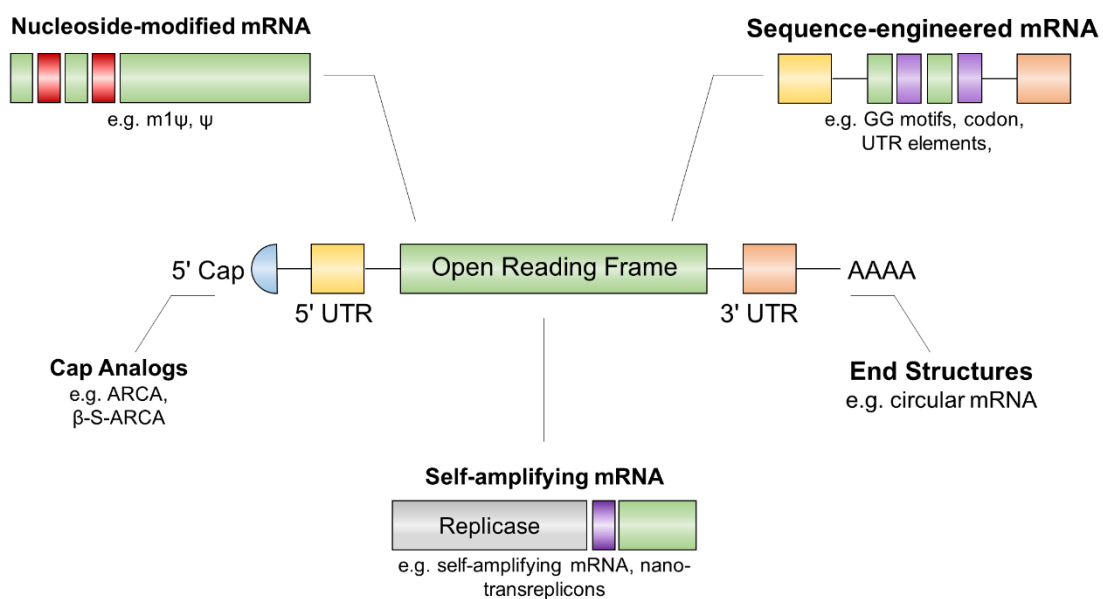 Nucleoside-modified mRNA
e.g. m1ψ, ψ
Sequence-engineered mRNA
e.g. GG motifs, codon,
UTR elements,
5' Cap
5' UTR
Open Reading Frame
3' UTR
AAAA
Cap Analogs
e.g. ARCA,
β-S-ARCA
End Structures
e.g. circular mRNA
Self-amplifying mRNA
Replicase
e.g. self-amplifying mRNA, nano-
transreplicons